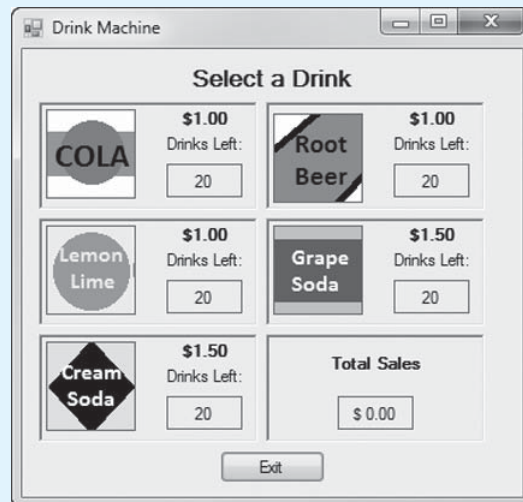 Drink Machine
Select a Drink
COLA
$1.00
Drinks Left:
20
Root
Beer
$1.00
Drinks Left:
20
Lemon
Lime
$1.00
Drinks Left:
20
Grape
Soda
$1.50
Drinks Left:
20
Cream
Soda
$1.50
Drinks Left:
20
Total Sales
$ 0.00
Exit